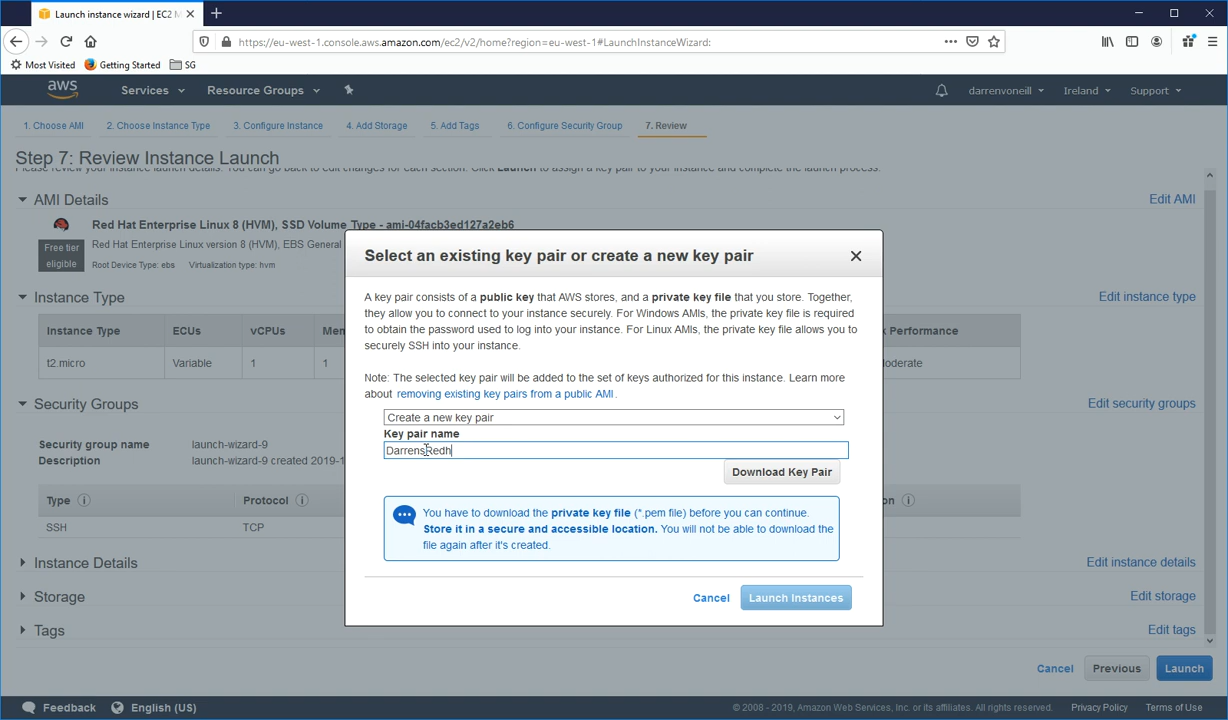 Launch instance wizard | EC2 M
https://eu-west-1.console.aws.amazon.com/ec2/v2/home?region=eu-west-1#LaunchInstanceWizard:
Most Visited Getting Started SG
aws Services Resource Groups darrenvoneill Ireland Support
1. Choose AMI 2. Choose Instance Type 3. Configure Instance 4. Add Storage 5. Add Tags 6. Configure Security Group 7. Review
Step 7: Review Instance Launch
Please review your instance launch details. You can go back to edit changes for each section. Click Launch to assign a key pair to your instance and complete the launch process.
AMI Details Edit AMI
Red Hat Enterprise Linux 8 (HVM), SSD Volume Type - ami-04facb3ed127a2eb6
Free tier eligible
Red Hat Enterprise Linux version 8 (HVM), EBS General
Root Device Type: ebs Virtualization type: hvm
Select an existing key pair or create a new key pair
A key pair consists of a public key that AWS stores, and a private key file that you store. Together,
they allow you to connect to your instance securely. For Windows AMIs, the private key file is required
to obtain the password used to log into your instance. For Linux AMIs, the private key file allows you to
securely SSH into your instance.
Note: The selected key pair will be added to the set of keys authorized for this instance. Learn more
about removing existing key pairs from a public AMI.
Create a new key pair
Key pair name
DarrensRedh
Download Key Pair
You have to download the private key file (*.pem file) before you can continue.
Store it in a secure and accessible location. You will not be able to download the
file again after it's created.
Cancel Launch Instances
Instance Type Edit instance type
Instance Type ECUs vCPUs Performance
t2.micro Variable 1 1
Security Groups Edit security groups
Security group name launch-wizard-9
Description launch-wizard-9 created 2019-1
Type Protocol
SSH TCP
Instance Details Edit instance details
Storage Edit storage
Tags Edit tags
Cancel Previous Launch
Feedback English (US) © 2008 - 2019, Amazon Web Services, Inc. or its affiliates. All rights reserved. Privacy Policy Terms of Use